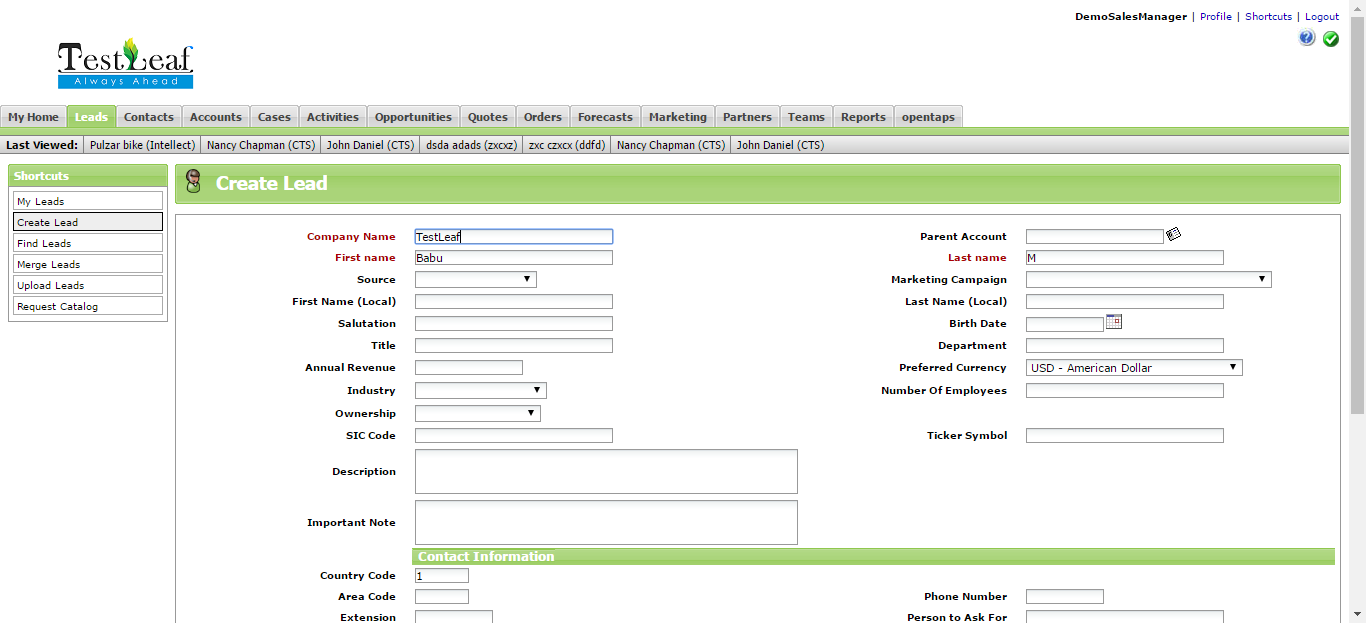 DemoSalesManager | Profile | Shortcuts | Logout
TestLeaf
Always Ahead
My Home Leads Contacts Accounts Cases Activities Opportunities Quotes Orders Forecasts Marketing Partners Teams Reports opentaps
Last Viewed: Pulzar bike (Intellect) Nancy Chapman (CTS) John Daniel (CTS) dsda adads (zxcxz) zxc czxcx (ddfd) Nancy Chapman (CTS) John Daniel (CTS)
Shortcuts
My Leads
Create Lead
Find Leads
Merge Leads
Upload Leads
Request Catalog
Create Lead
Company Name TestLeaf Parent Account
First name Babu Last name M
Source Marketing Campaign
First Name (Local) Last Name (Local)
Salutation Birth Date
Title Department
Annual Revenue Preferred Currency USD - American Dollar
Industry Number Of Employees
Ownership
SIC Code Ticker Symbol
Description
Important Note
Contact Information
Country Code 1
Area Code Phone Number
Extension Person to Ask For